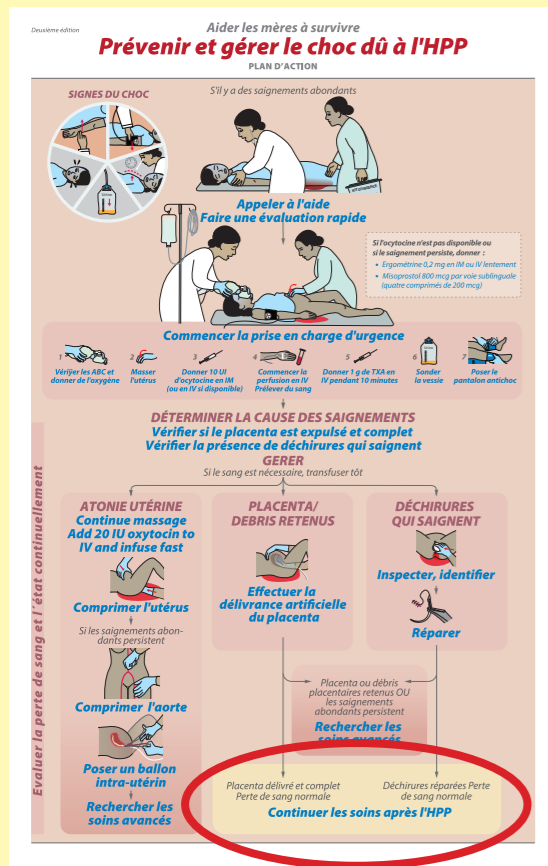 Deuxième édition
Aider les mères à survivre
Prévenir et gérer le choc dû à l'HPP
PLAN D'ACTION
SIGNES DU CHOC
S'il y a des saignements abondants
Appeler à l'aide
Faire une évaluation rapide
Si l'ocytocine n'est pas disponible ou
si le saignement persiste, donner :
• Ergométrine 0,2 mg en IM ou IV lentement
• Misoprostol 800 mcg par voie sublinguale
(quatre comprimés de 200 mcg)
Commencer la prise en charge d'urgence
1
Vérifier les ABC et
donner de l'oxygène
2
Masser
l'utérus
3
Donner 10 UI
d'ocytocine en IM
(ou en IV si disponible)
4
Commencer la
perfusion en IV
Prélever du sang
5
Donner 1 g de TXA en
IV pendant 10 minutes
6
Sonder
la vessie
7
Poser le
pantalon antichoc
DÉTERMINER LA CAUSE DES SAIGNEMENTS
Vérifier si le placenta est expulsé et complet
Vérifier la présence de déchirures qui saignent
GERER
Si le sang est nécessaire, transfuser tôt
Evaluer la perte de sang et l'état continuellement
ATONIE UTÉRINE
Continue massage
Add 20 IU oxytocin to
IV and infuse fast
Comprimer l'utérus
Si les saignements abon-
dants persistent
Comprimer l'aorte
Poser un ballon
intra-utérin
Rechercher les
soins avancés
PLACENTA/
DEBRIS RETENUS
Effectuer la
délivrance artificielle
du placenta
DÉCHIRURES
QUI SAIGNENT
Inspecter, identifier
Réparer
Placenta ou débris
placentaires retenus OU
les saignements
abondants persistent
Rechercher les
soins avancés
Placenta délivré et complet
Perte de sang normale
Déchirures réparées Perte
de sang normale
Continuer les soins après l'HPP